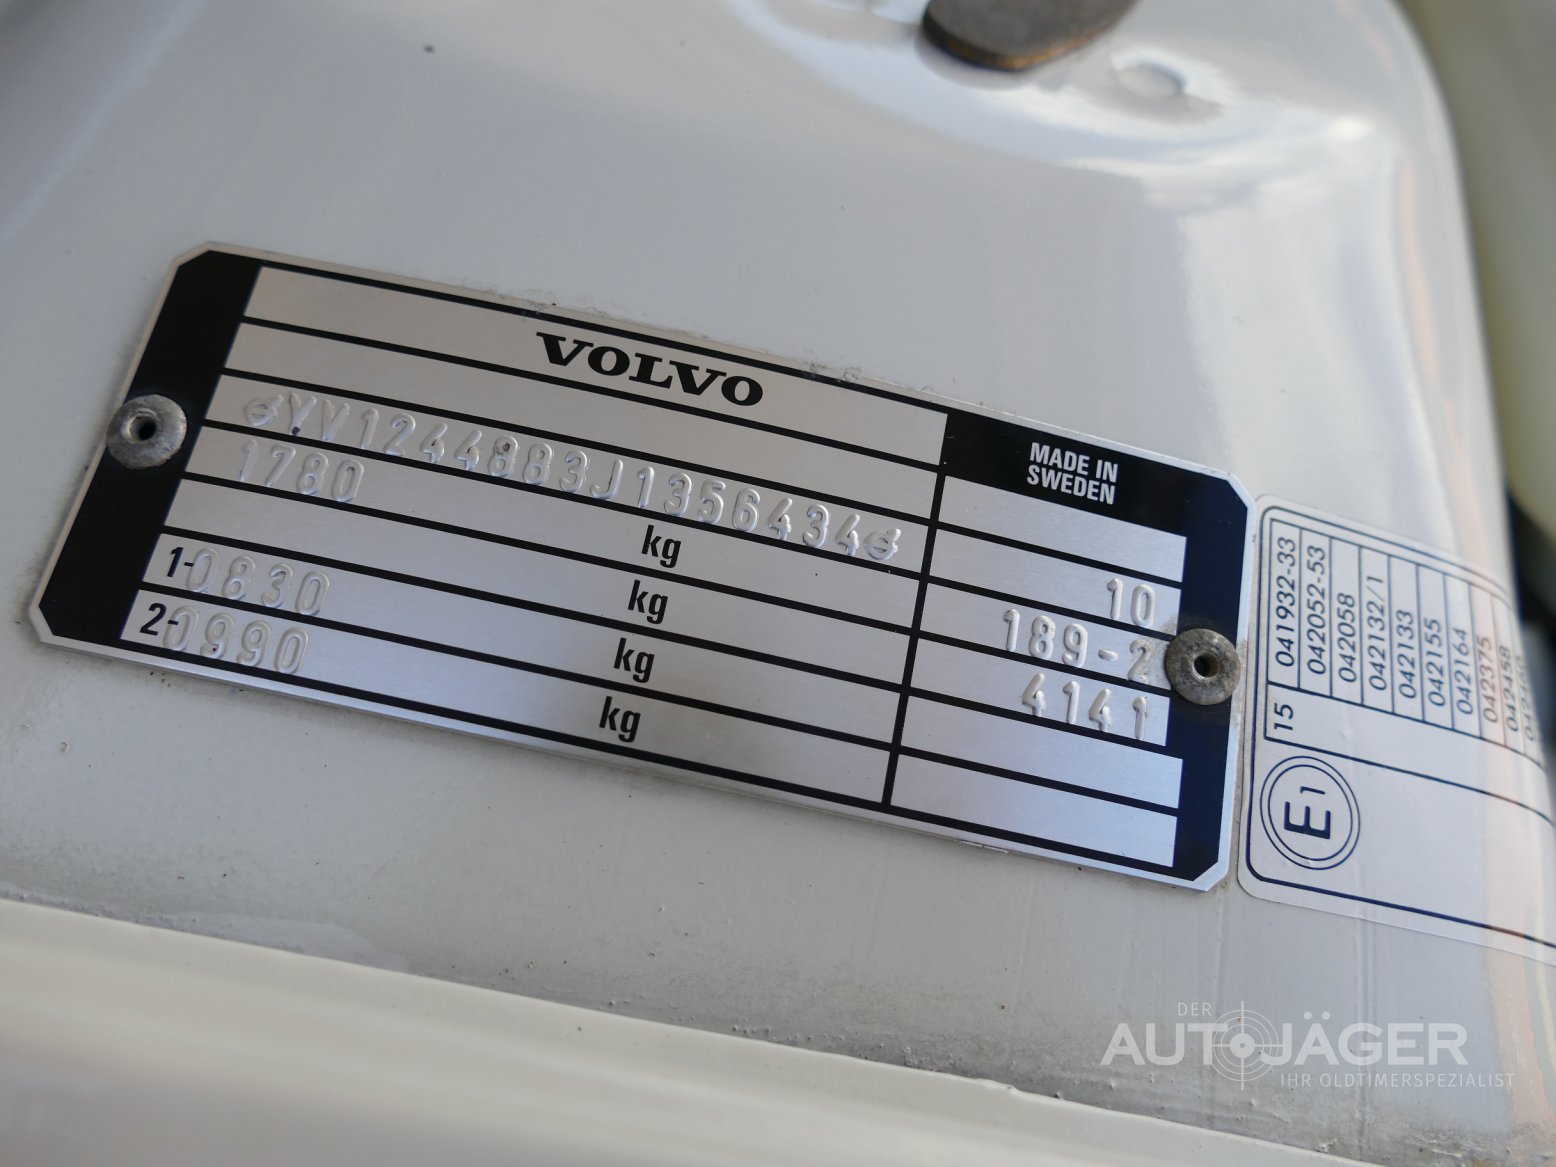 VOLVO
MADE IN
SWEDEN
YV1244883J1356434
1780 kg
kg
1-0830 kg
2-0990 kg
10
189-2
4141
15
041932-33
042052-53
042058
042132/1
042133
042155
042164
042375
042458
E1
DER
AUTOJÄGER
IHR OLDTIMERSPEZIALIST